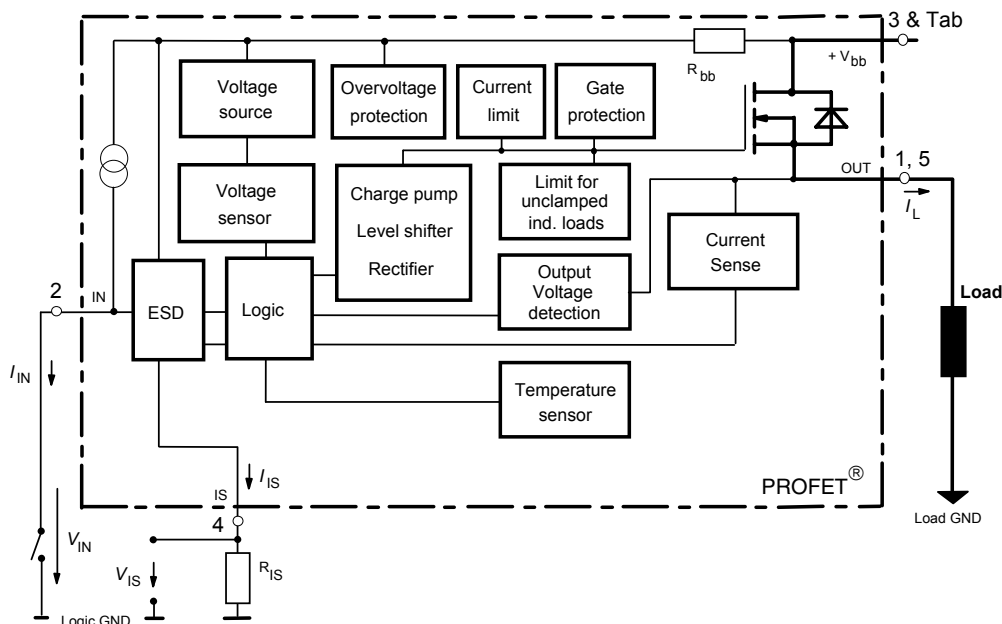 3 & Tab
R bb
+ V bb
Voltage
source
Overvoltage
protection
Current
limit
Gate
protection
Voltage
sensor
Charge pump
Level shifter
Rectifier
Limit for
unclamped
ind. loads
OUT
1, 5
I L
Current
Sense
2
IN
ESD
Logic
Output
Voltage
detection
Load
I IN
Temperature
sensor
I IS
IS
PROFET®
4
Load GND
V IN
V IS
R IS
Logic GND